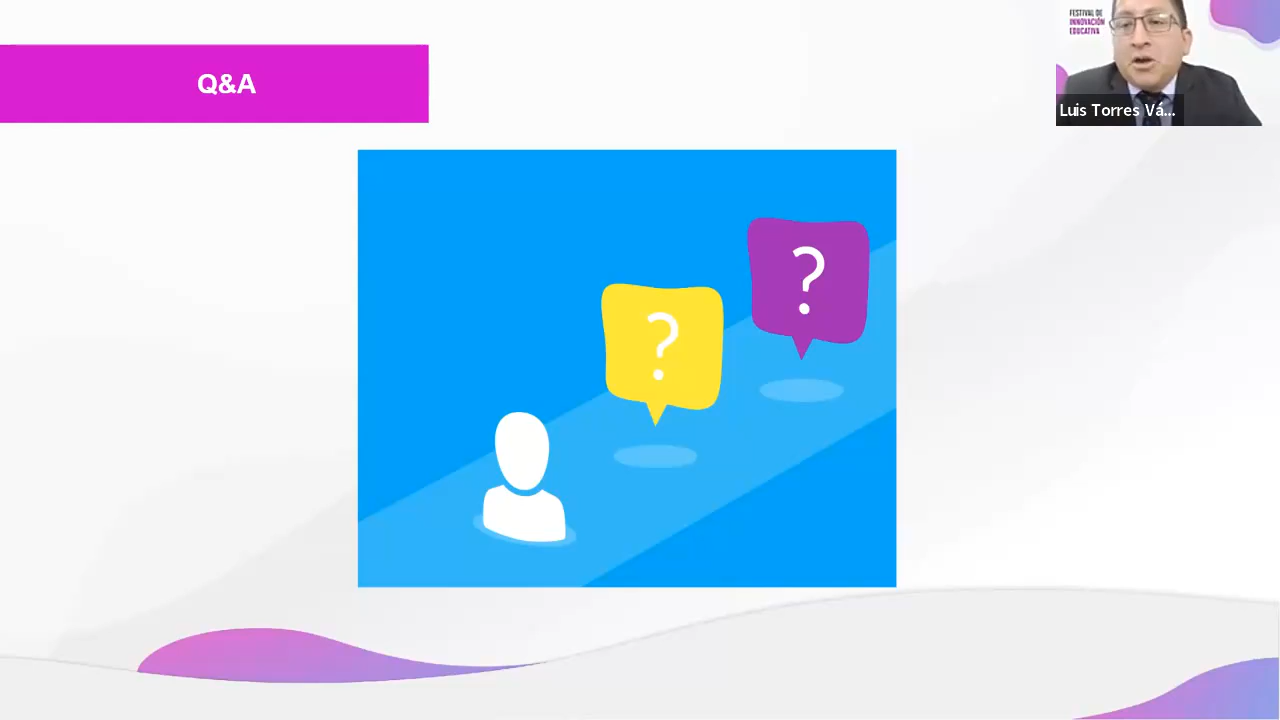 Q&A
FESTIVAL DE
INNOVACIÓN
EDUCATIVA
Luis Torres Vá...
?
?